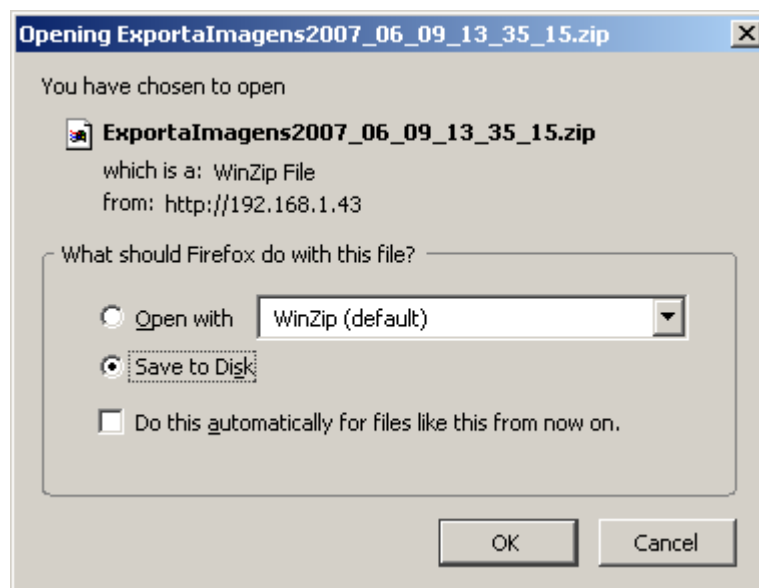 Opening ExportaImagens2007_06_09_13_35_15.zip
You have chosen to open
ExportaImagens2007_06_09_13_35_15.zip
which is a: WinZip File
from: http://192.168.1.43
What should Firefox do with this file?
Open with WinZip (default)
Save to Disk
Do this automatically for files like this from now on.
OK Cancel